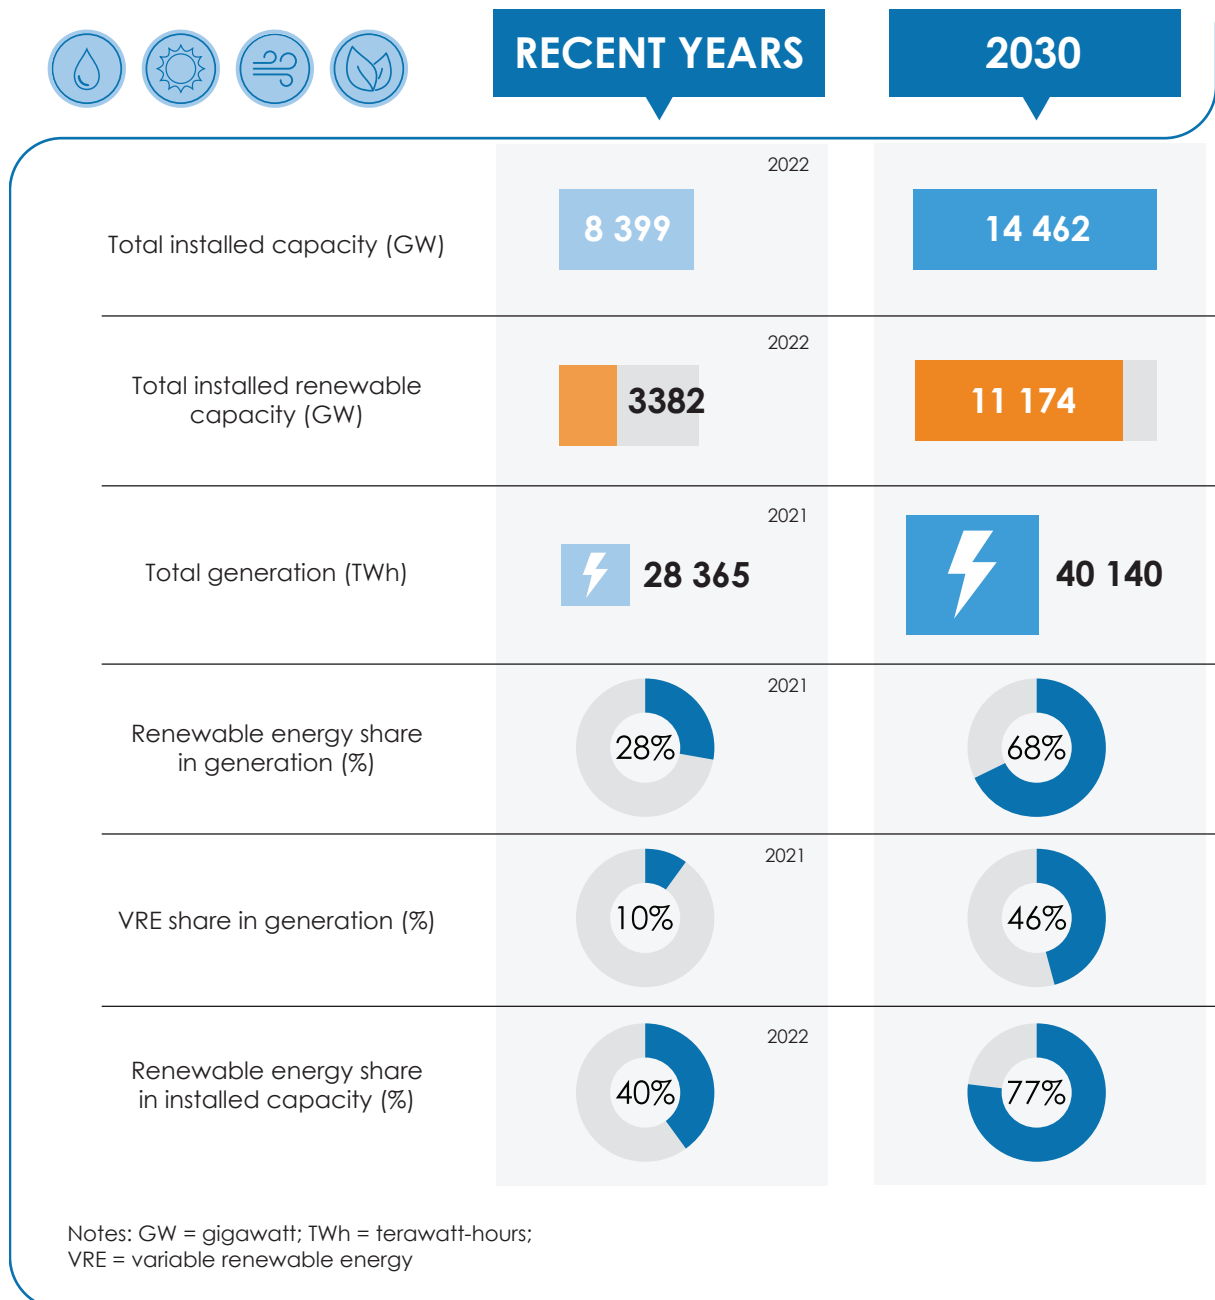 RECENT YEARS
2030
2022
Total installed capacity (GW)
8 399
14 462
2022
Total installed renewable
capacity (GW)
3382
11 174
2021
Total generation (TWh)
28 365
40 140
2021
Renewable energy share
in generation (%)
28%
68%
2021
VRE share in generation (%)
10%
46%
2022
Renewable energy share
in installed capacity (%)
40%
77%
Notes: GW = gigawatt; TWh = terawatt-hours;
VRE = variable renewable energy